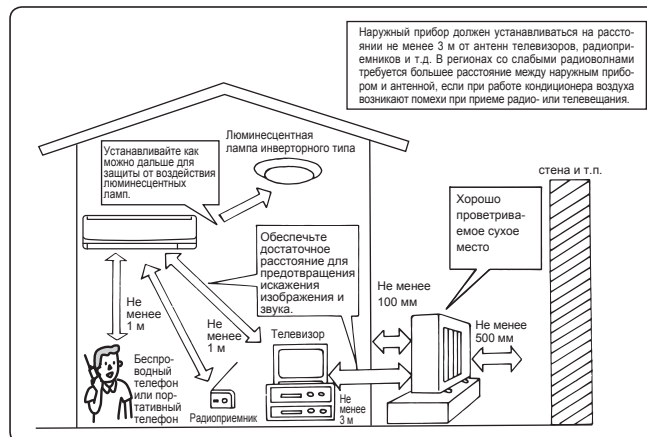 Наружный прибор должен устанавливаться на рассто-
янии не менее 3 м от антенн телевизоров, радиопри-
емников и т.д. В регионах со слабыми радиоволнами
требуется большее расстояние между наружным прибо-
ром и антенной, если при работе кондиционера воздуха
возникают помехи при приеме радио- или телевещания.
Люминесцентная
лампа инверторного типа
Устанавливайте как
можно дальше для
защиты от воздействия
люминесцентных
ламп.
стена и т.п.
Хорошо
проветрива-
емое сухое
место
Обеспечьте
достаточное
расстояние для
предотвращения
искажения
изображения и
звука.
Не менее
100 мм
Не менее
500 мм
Не
менее
1 м
Не
менее
1 м
Телевизор
Беспро-
водный
телефон
или пор-
тативный
телефон
Радиоприемник
Не
менее
3 м